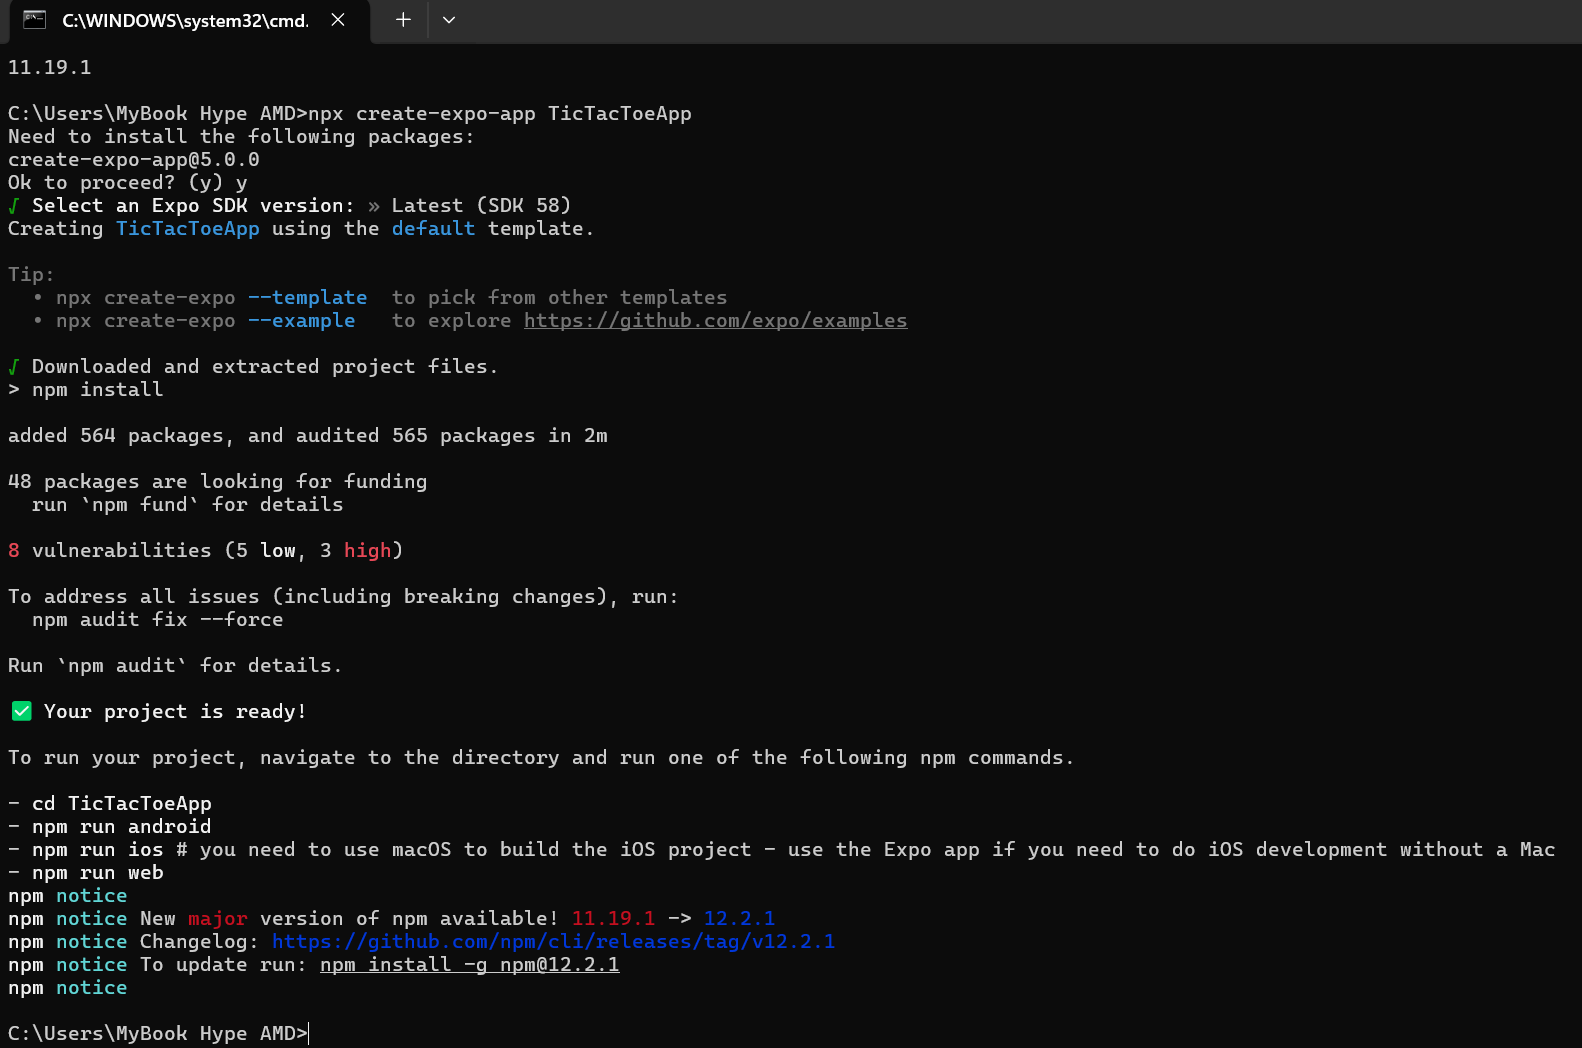 C:\WINDOWS\system32\cmd.
11.19.1
C:\Users\MyBook Hype AMD>npx create-expo-app TicTacToeApp
Need to install the following packages:
create-expo-app@5.0.0
Ok to proceed? (y) y
√ Select an Expo SDK version: » Latest (SDK 58)
Creating TicTacToeApp using the default template.
Tip:
• npx create-expo --template  to pick from other templates
• npx create-expo --example   to explore https://github.com/expo/examples
√ Downloaded and extracted project files.
> npm install
added 564 packages, and audited 565 packages in 2m
48 packages are looking for funding
run `npm fund` for details
8 vulnerabilities (5 low, 3 high)
To address all issues (including breaking changes), run:
npm audit fix --force
Run `npm audit` for details.
✅ Your project is ready!
To run your project, navigate to the directory and run one of the following npm commands.
- cd TicTacToeApp
- npm run android
- npm run ios # you need to use macOS to build the iOS project - use the Expo app if you need to do iOS development without a Mac
- npm run web
npm notice
npm notice New major version of npm available! 11.19.1 -> 12.2.1
npm notice Changelog: https://github.com/npm/cli/releases/tag/v12.2.1
npm notice To update run: npm install -g npm@12.2.1
npm notice
C:\Users\MyBook Hype AMD>